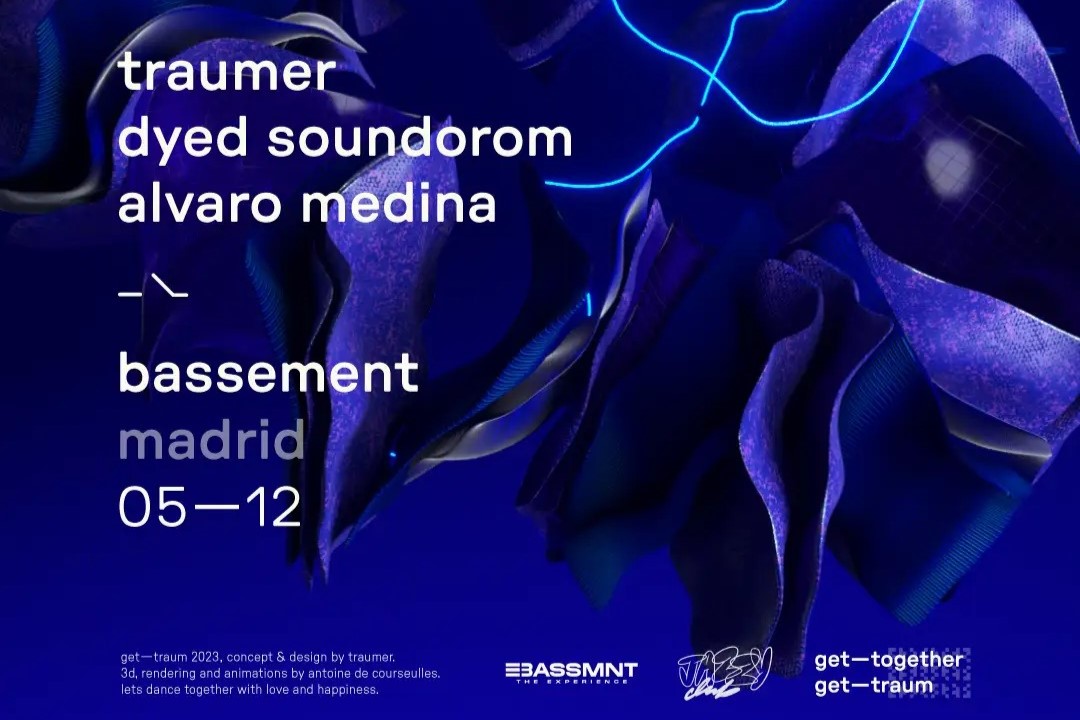 traumer
dyed soundorom
alvaro medina
bassement
madrid
05—12
get—traum 2023, concept & design by traumer.
3d, rendering and animations by antoine de courseulles.
lets dance together with love and happiness.
BASSMNT
THE EXPERIENCE
JAZZY
club
get—together
get—traum